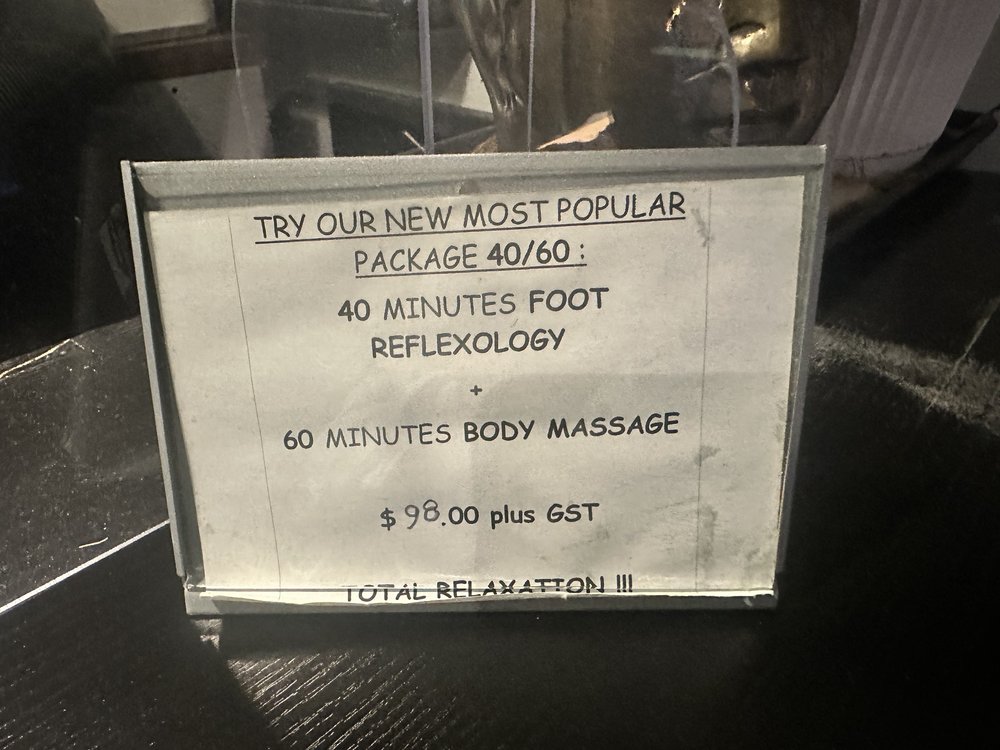 TRY OUR NEW MOST POPULAR
PACKAGE 40/60 :
40 MINUTES FOOT
REFLEXOLOGY
+
60 MINUTES BODY MASSAGE
$ 98.00 plus GST
TOTAL RELAXATION !!!